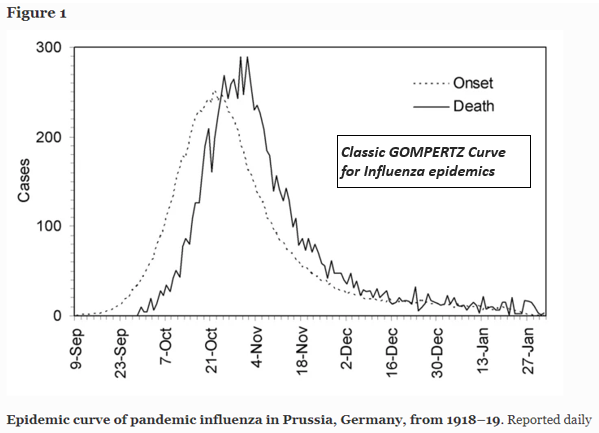 Figure 1
300
200
100
0
Cases
Onset
Death
Classic GOMPERTZ Curve
for Influenza epidemics
9-Sep
23-Sep
7-Oct
21-Oct
4-Nov
18-Nov
2-Dec
16-Dec
30-Dec
13-Jan
27-Jan
Epidemic curve of pandemic influenza in Prussia, Germany, from 1918–19. Reported daily